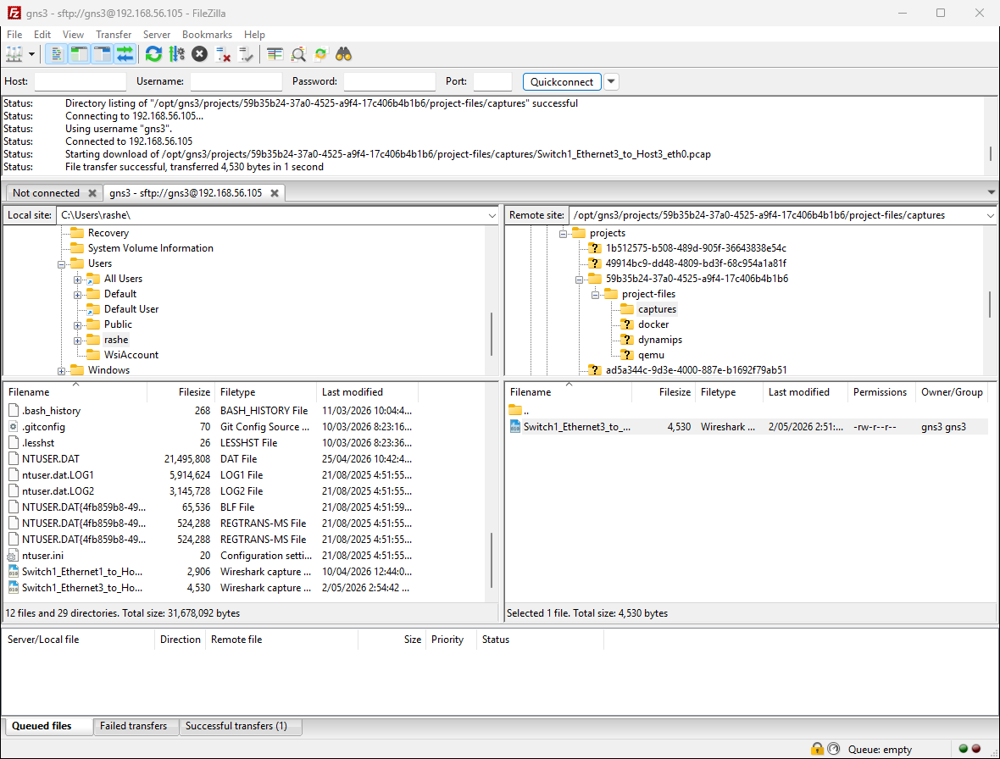 gns3 - sftp://gns3@192.168.56.105 - FileZilla
File Edit View Transfer Server Bookmarks Help
Host: Username: Password: Port: Quickconnect
Status: Directory listing of "/opt/gns3/projects/59b35b24-37a0-4525-a9f4-17c406b4b1b6/project-files/captures" successful
Status: Connecting to 192.168.56.105...
Status: Using username "gns3".
Status: Connected to 192.168.56.105
Status: Starting download of /opt/gns3/projects/59b35b24-37a0-4525-a9f4-17c406b4b1b6/project-files/captures/Switch1_Ethernet3_to_Host3_eth0.pcap
Status: File transfer successful, transferred 4,530 bytes in 1 second
Not connected gns3 - sftp://gns3@192.168.56.105
Local site: C:\Users\rashe\
Recovery
System Volume Information
Users
All Users
Default
Default User
Public
rashe
WsiAccount
Windows
Filename Filesize Filetype Last modified
.bash_history 268 BASH_HISTORY File 11/03/2026 10:04:4...
.gitconfig 70 Git Config Source ... 10/03/2026 8:23:16...
.lesshst 26 LESSHST File 10/03/2026 8:23:36...
NTUSER.DAT 21,495,808 DAT File 25/04/2026 10:42:4...
ntuser.dat.LOG1 5,914,624 LOG1 File 21/08/2025 4:51:55...
ntuser.dat.LOG2 3,145,728 LOG2 File 21/08/2025 4:51:55...
NTUSER.DAT{4fb859b8-49... 65,536 BLF File 21/08/2025 4:51:59...
NTUSER.DAT{4fb859b8-49... 524,288 REGTRANS-MS File 21/08/2025 4:51:55...
NTUSER.DAT{4fb859b8-49... 524,288 REGTRANS-MS File 21/08/2025 4:51:55...
ntuser.ini 20 Configuration setti... 21/08/2025 4:51:55...
Switch1_Ethernet1_to_Ho... 2,906 Wireshark capture ... 10/04/2026 12:44:0...
Switch1_Ethernet3_to_Ho... 4,530 Wireshark capture ... 2/05/2026 2:54:42 ...
12 files and 29 directories. Total size: 31,678,092 bytes
Remote site: /opt/gns3/projects/59b35b24-37a0-4525-a9f4-17c406b4b1b6/project-files/captures
projects
1b512575-b508-489d-905f-36643838e54c
49914bc9-dd48-4809-bd3f-68c954a1a81f
59b35b24-37a0-4525-a9f4-17c406b4b1b6
project-files
captures
docker
dynamips
qemu
ad5a344c-9d3e-4000-887e-b1692f79ab51
Filename Filesize Filetype Last modified Permissions Owner/Group
..
Switch1_Ethernet3_to_... 4,530 Wireshark ... 2/05/2026 2:51:... -rw-r--r-- gns3 gns3
Selected 1 file. Total size: 4,530 bytes
Server/Local file Direction Remote file Size Priority Status
Queued files Failed transfers Successful transfers (1)
Queue: empty